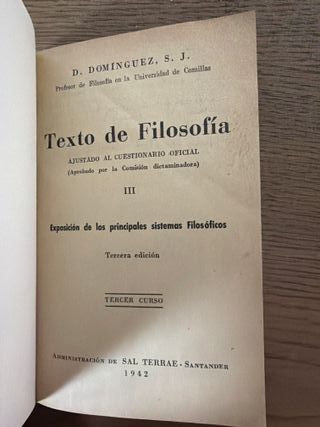 D. DOMINGUEZ, S. J.
Profesor de Filosofía en la Universidad de Comillas
Texto de Filosofía
AJUSTADO AL CUESTIONARIO OFICIAL
(Aprobado por la Comisión dictaminadora)
III
Exposición de los principales sistemas Filosóficos
Tercera edición
TERCER CURSO
ADMINISTRACIÓN DE SAL TERRAE - SANTANDER
1942